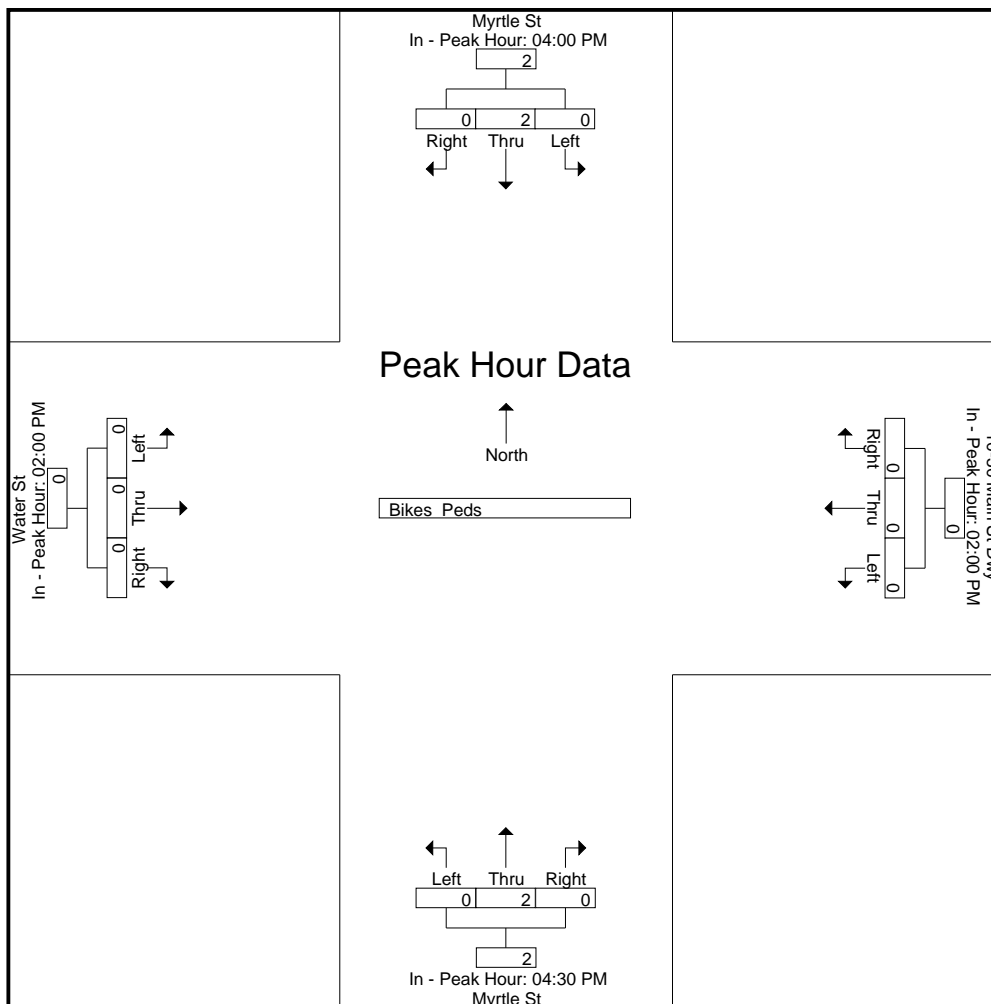 Myrtle St
In - Peak Hour: 04:00 PM
2
0 2 0
Right Thru Left
Peak Hour Data
North
Bikes Peds
Water St
In - Peak Hour: 02:00 PM
0
0 0 0
Left Thru Right
Main St Dwy
In - Peak Hour: 02:00 PM
0
0 0 0
Right Thru Left
Left Thru Right
0 2 0
2
In - Peak Hour: 04:30 PM
Myrtle St